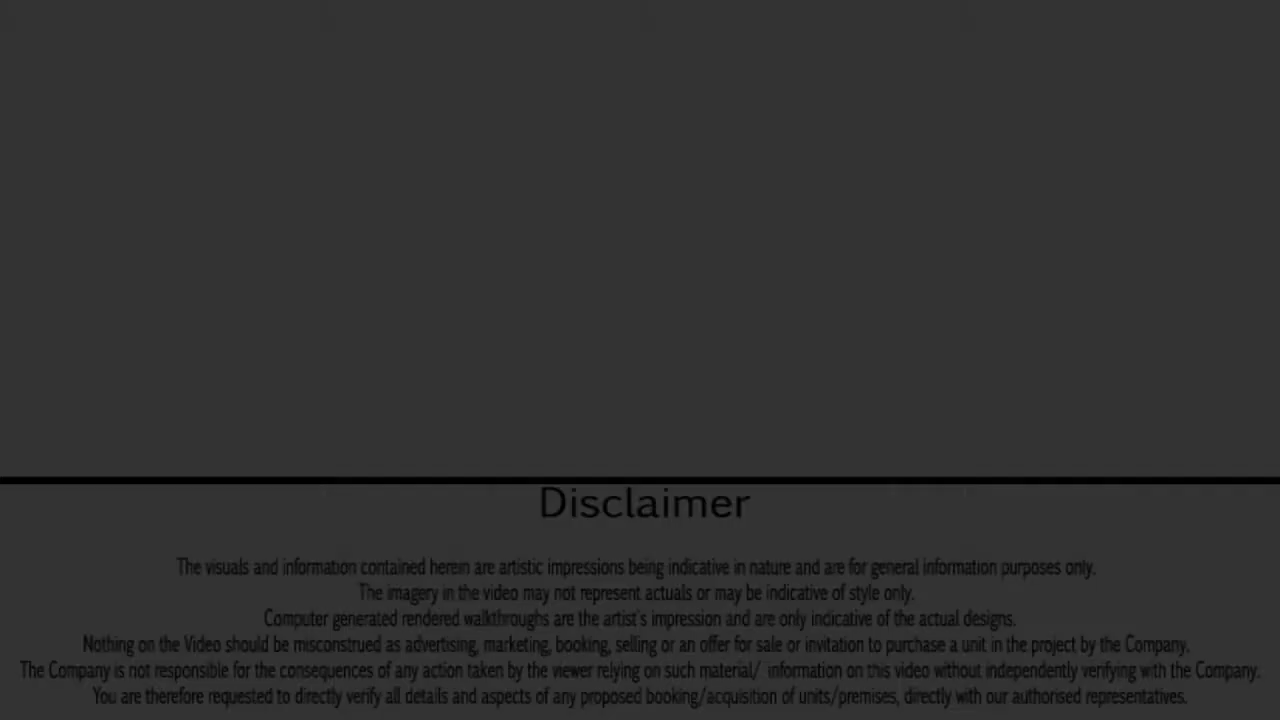 Disclaimer
The visuals and information contained herein are artistic impressions being indicative in nature and are for general information purposes only.
The imagery in the video may not represent actuals or may be indicative of style only.
Computer generated rendered walkthroughs are the artist's impression and are only indicative of the actual designs.
Nothing on the Video should be misconstrued as advertising, marketing, booking, selling or an offer for sale or invitation to purchase a unit in the project by the Company.
The Company is not responsible for the consequences of any action taken by the viewer relying on such material/ information on this video without independently verifying with the Company.
You are therefore requested to directly verify all details and aspects of any proposed booking/acquisition of units/premises, directly with our authorised representatives.